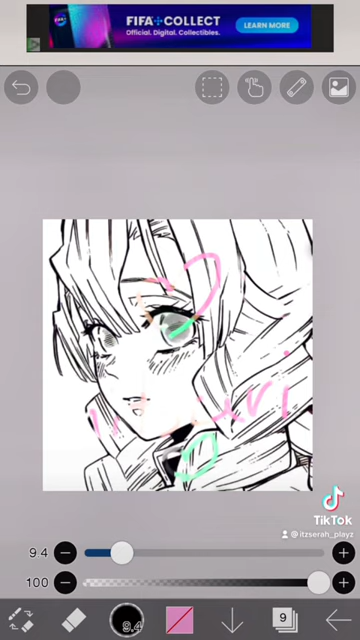 FIFA+COLLECT
Official. Digital. Collectibles.
LEARN MORE
TikTok
@itzserah_playz
9.4
100
9.4
9